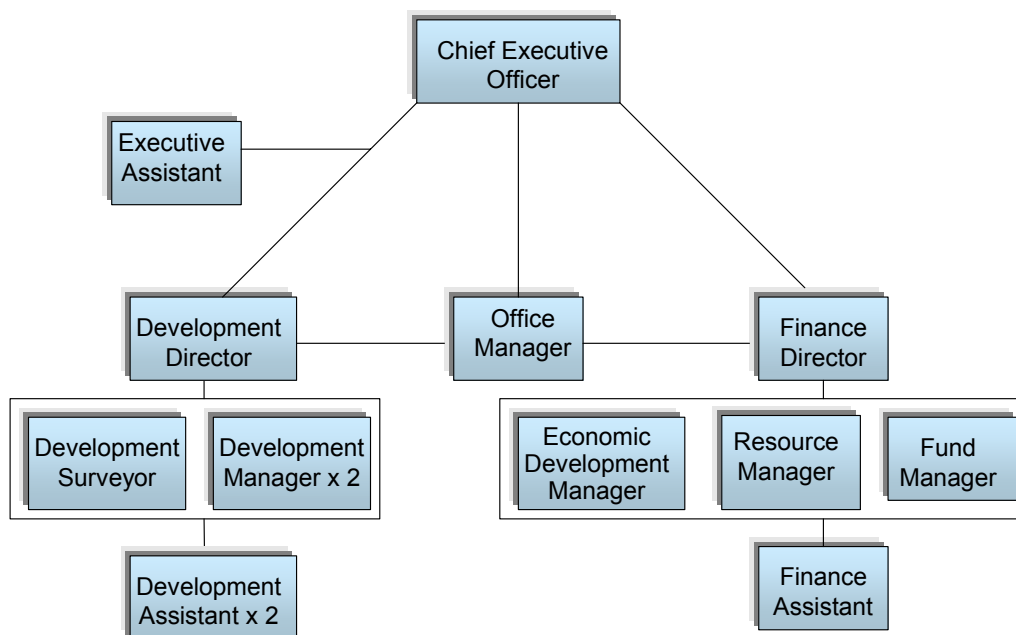 Chief Executive
Officer
Executive
Assistant
Development
Director
Office
Manager
Finance
Director
Development
Surveyor
Development
Manager x 2
Economic
Development
Manager
Resource
Manager
Fund
Manager
Development
Assistant x 2
Finance
Assistant